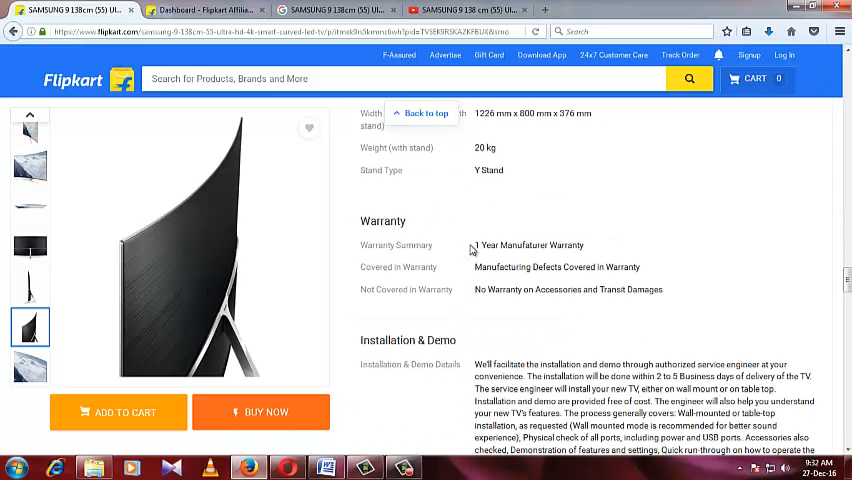 SAMSUNG 9 138cm (55) Ul...
Dashboard - Flipkart Affilia...
SAMSUNG 9 138cm (55) Ul...
SAMSUNG 9 138cm (55) Ul...
Search
F-Assured Advertise Gift Card Download App 24x7 Customer Care Track Order Signup Log In
Flipkart
Search for Products, Brands and More
CART 0
Back to top
Width
stand)
1226 mm x 800 mm x 376 mm
Weight (with stand) 20 kg
Stand Type Y Stand
Warranty
Warranty Summary 1 Year Manufaturer Warranty
Covered in Warranty Manufacturing Defects Covered in Warranty
Not Covered in Warranty No Warranty on Accessories and Transit Damages
Installation & Demo
Installation & Demo Details We'll facilitate the installation and demo through authorized service engineer at your
convenience. The installation will be done within 2 to 5 Business days of delivery of the TV.
The service engineer will install your new TV, either on wall mount or on table top.
Installation and demo are provided free of cost. The engineer will also help you understand
your new TV's features. The process generally covers: Wall-mounted or table-top
installation, as requested (Wall mounted mode is recommended for better sound
experience), Physical check of all ports, including power and USB ports. Accessories also
checked, Demonstration of features and settings, Quick run-through on how to operate the
ADD TO CART
BUY NOW
9:32 AM
27-Dec-16